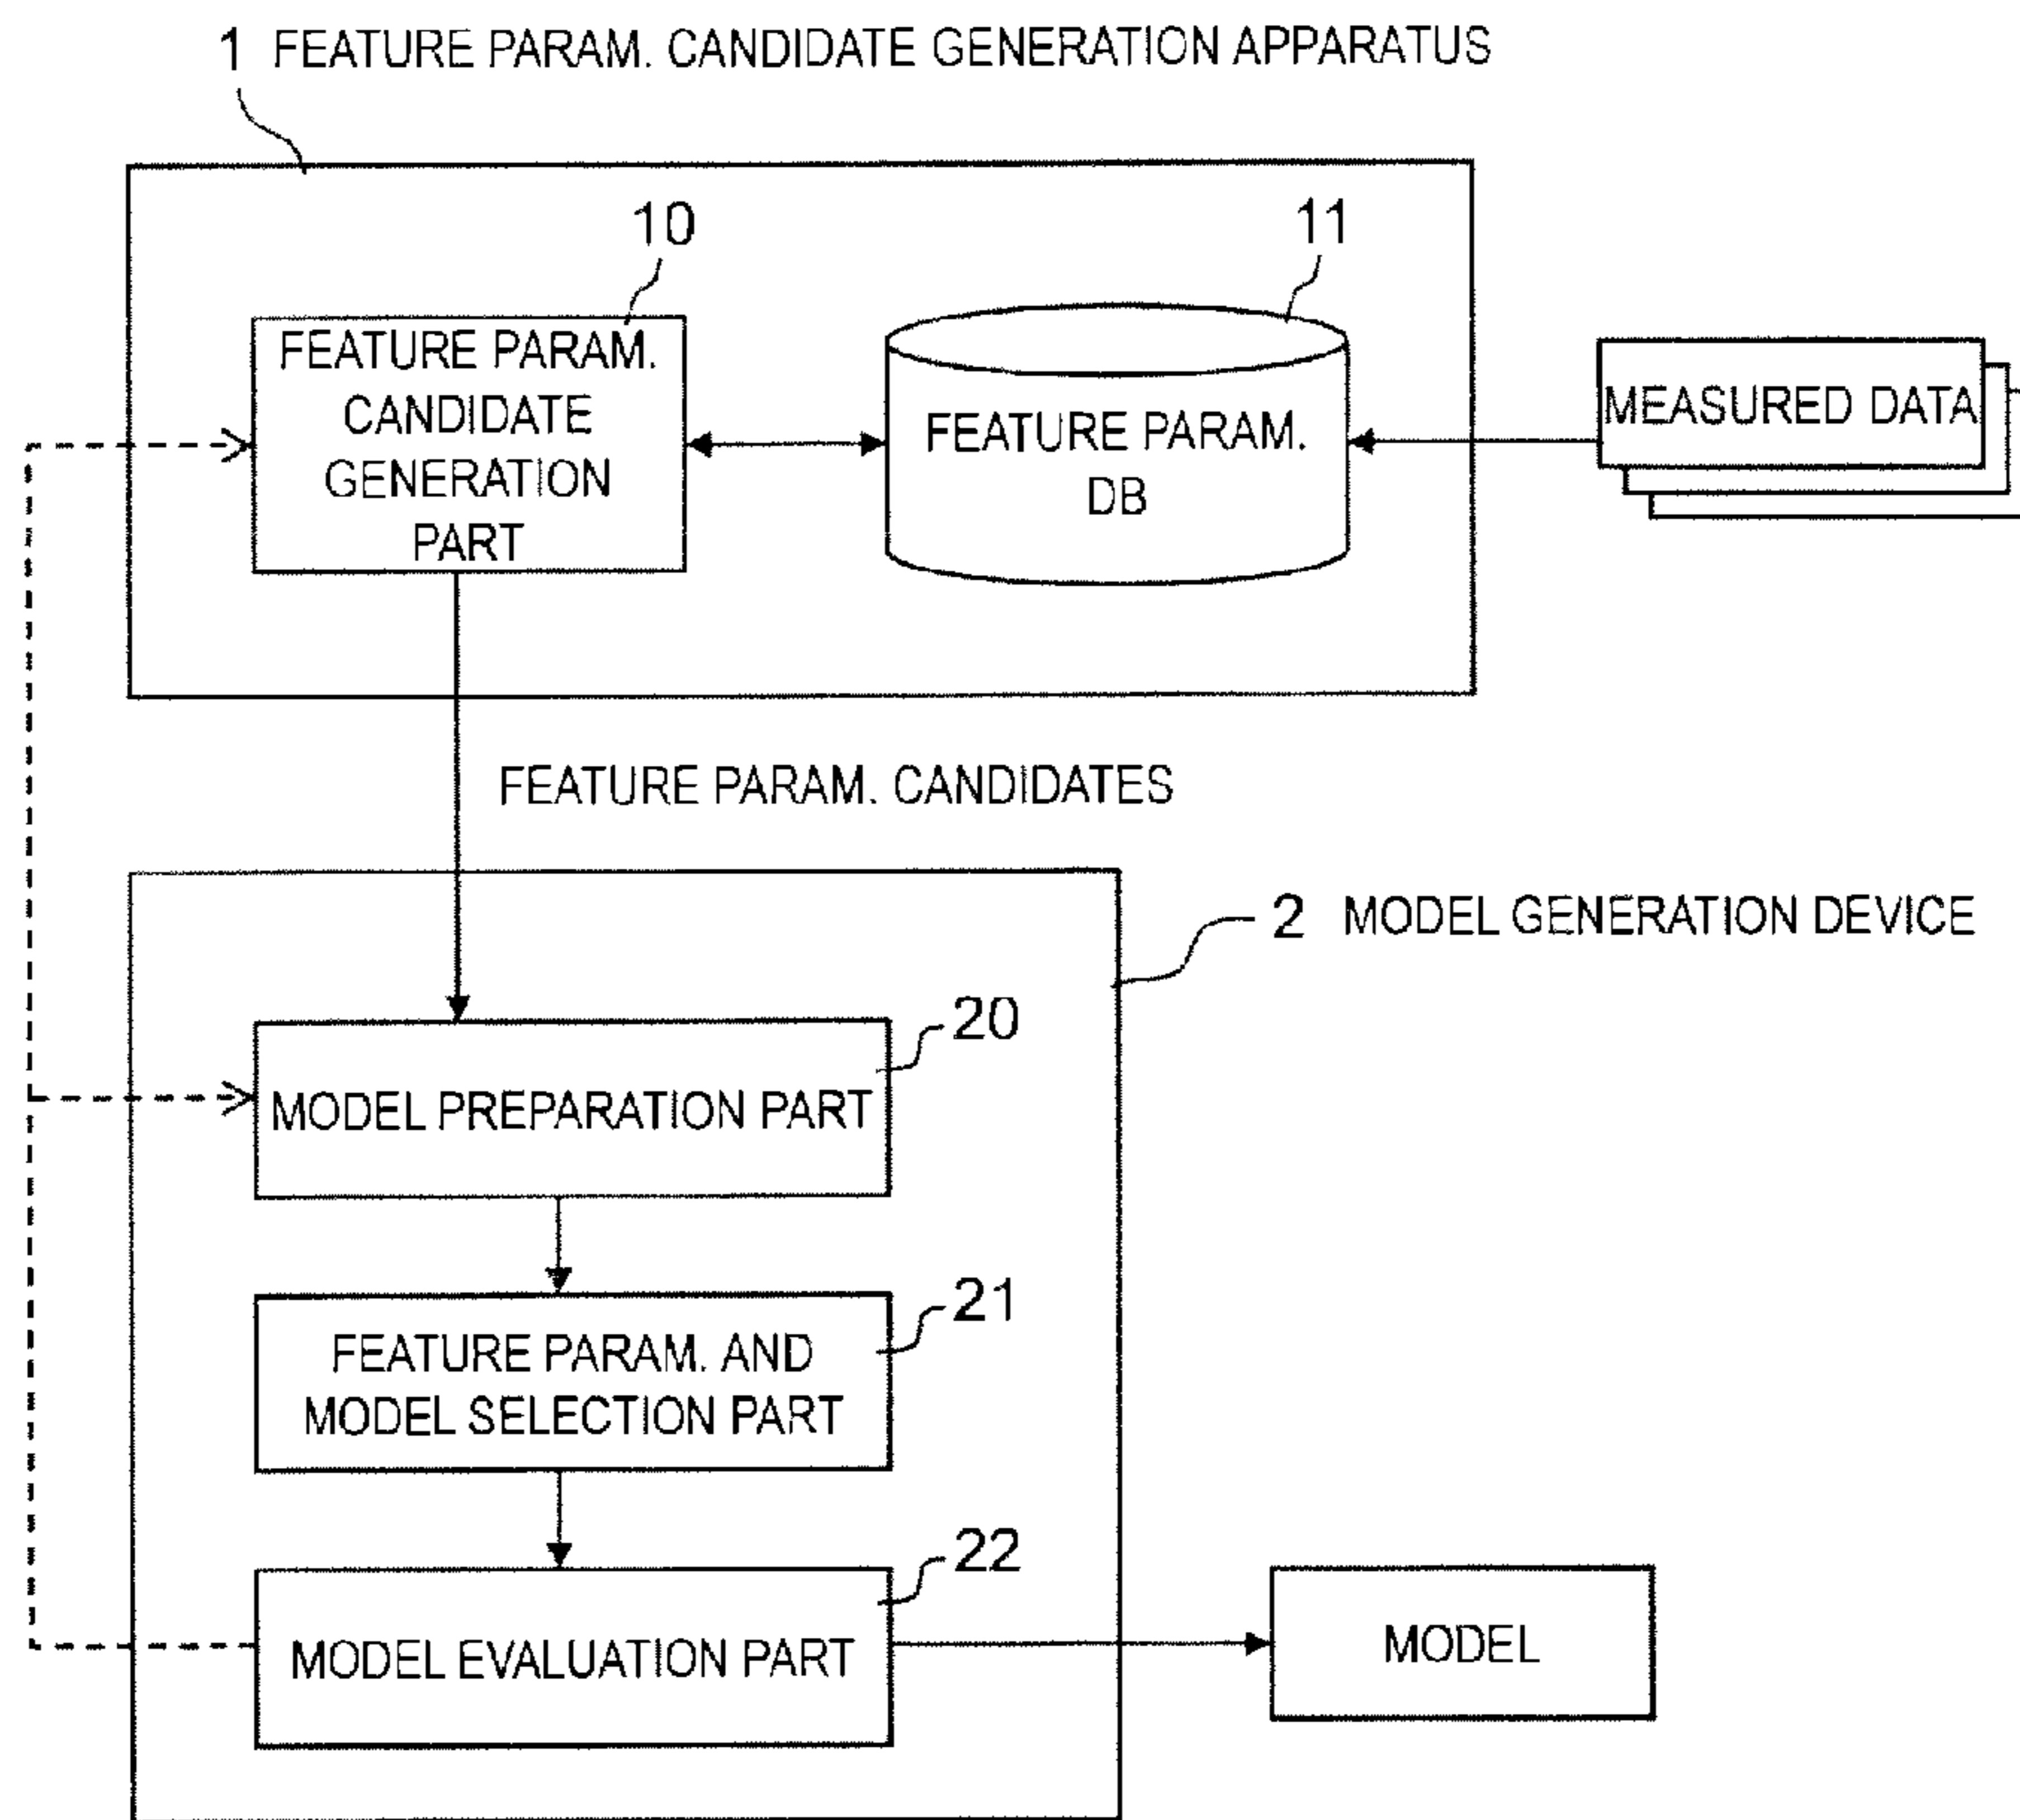 1 FEATURE PARAM. CANDIDATE GENERATION APPARATUS
10
11
FEATURE PARAM.
CANDIDATE
GENERATION
PART
FEATURE PARAM.
DB
MEASURED DATA
FEATURE PARAM. CANDIDATES
2 MODEL GENERATION DEVICE
20
MODEL PREPARATION PART
21
FEATURE PARAM. AND
MODEL SELECTION PART
22
MODEL EVALUATION PART
MODEL